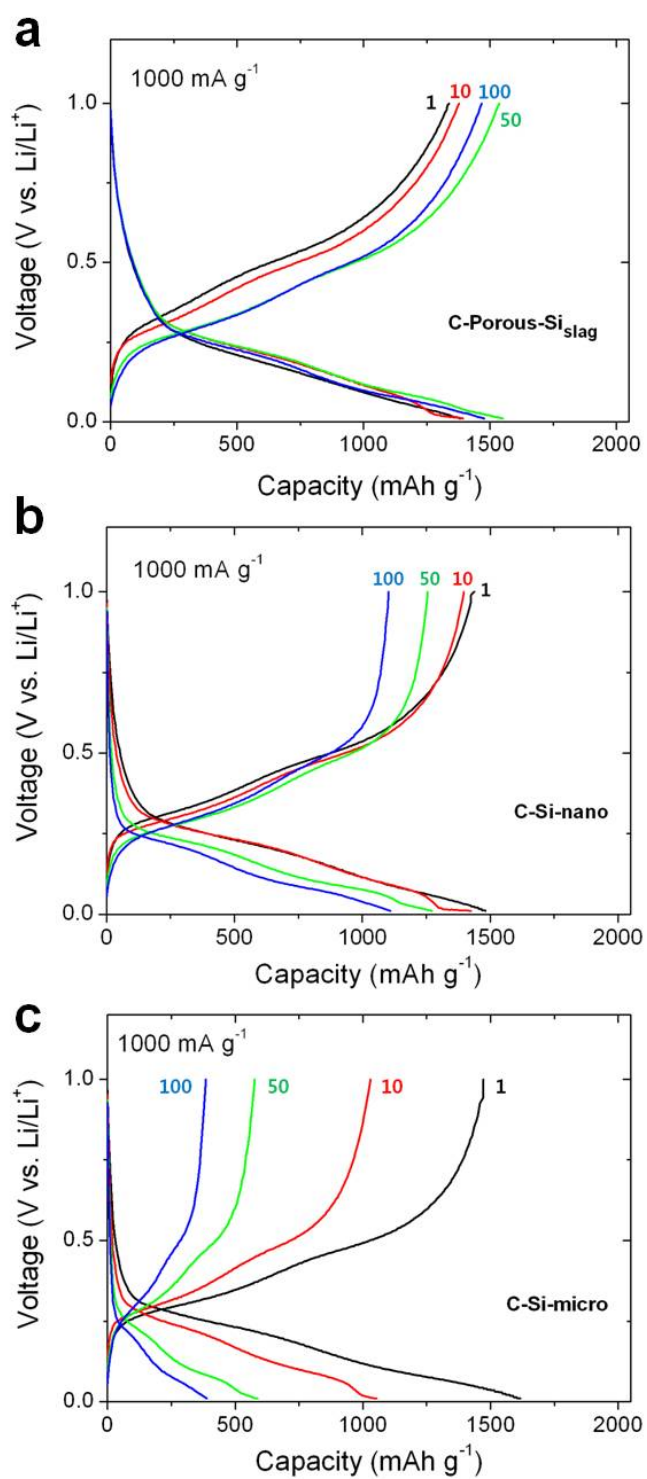 a
1000 mA g⁻¹
1
10
100
50
1.0
0.5
0.0
Voltage (V vs. Li/Li⁺)
C-Porous-Si_slag
0 500 1000 1500 2000
Capacity (mAh g⁻¹)
b
1000 mA g⁻¹
100 50 10 1
1.0
0.5
0.0
Voltage (V vs. Li/Li⁺)
C-Si-nano
0 500 1000 1500 2000
Capacity (mAh g⁻¹)
c
1000 mA g⁻¹
100 50 10 1
1.0
0.5
0.0
Voltage (V vs. Li/Li⁺)
C-Si-micro
0 500 1000 1500 2000
Capacity (mAh g⁻¹)